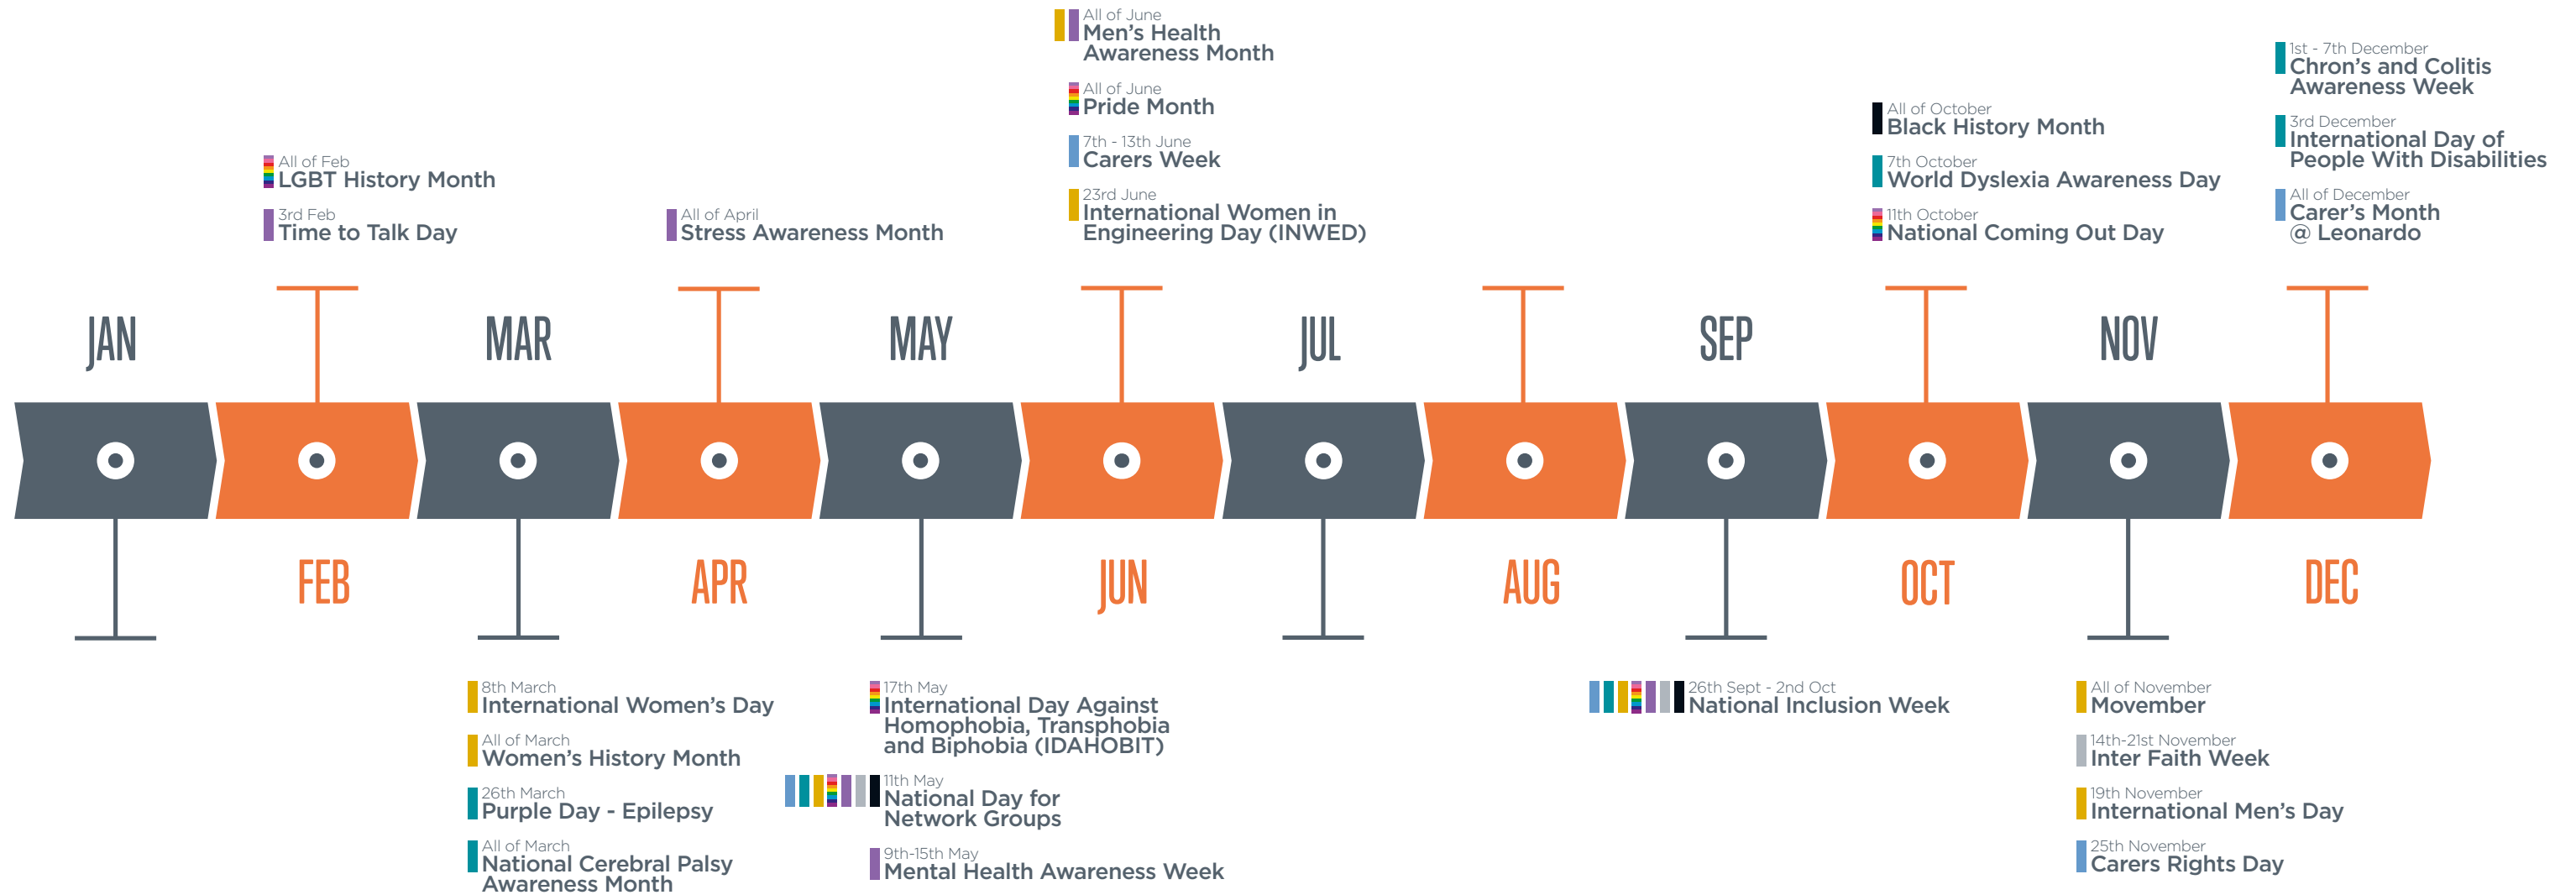 All of June
Men's Health
Awareness Month
All of June
Pride Month
7th - 13th June
Carers Week
23rd June
International Women in
Engineering Day (INWED)
1st - 7th December
Chron's and Colitis
Awareness Week
3rd December
International Day of
People With Disabilities
All of December
Carer's Month
@ Leonardo
All of October
Black History Month
7th October
World Dyslexia Awareness Day
11th October
National Coming Out Day
All of Feb
LGBT History Month
3rd Feb
Time to Talk Day
All of April
Stress Awareness Month
JAN
MAR
MAY
JUL
SEP
NOV
FEB
APR
JUN
AUG
OCT
DEC
8th March
International Women's Day
All of March
Women's History Month
26th March
Purple Day - Epilepsy
All of March
National Cerebral Palsy
Awareness Month
17th May
International Day Against
Homophobia, Transphobia
and Biphobia (IDAHOBIT)
11th May
National Day for
Network Groups
9th-15th May
Mental Health Awareness Week
26th Sept - 2nd Oct
National Inclusion Week
All of November
Movember
14th-21st November
Inter Faith Week
19th November
International Men's Day
25th November
Carers Rights Day